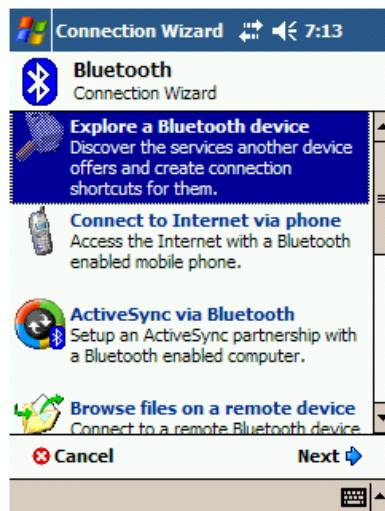 Connection Wizard 7:13
Bluetooth
Connection Wizard
Explore a Bluetooth device
Discover the services another device
offers and create connection
shortcuts for them.
Connect to Internet via phone
Access the Internet with a Bluetooth
enabled mobile phone.
ActiveSync via Bluetooth
Setup an ActiveSync partnership with
a Bluetooth enabled computer.
Browse files on a remote device
Connect to a remote Bluetooth device
Cancel Next